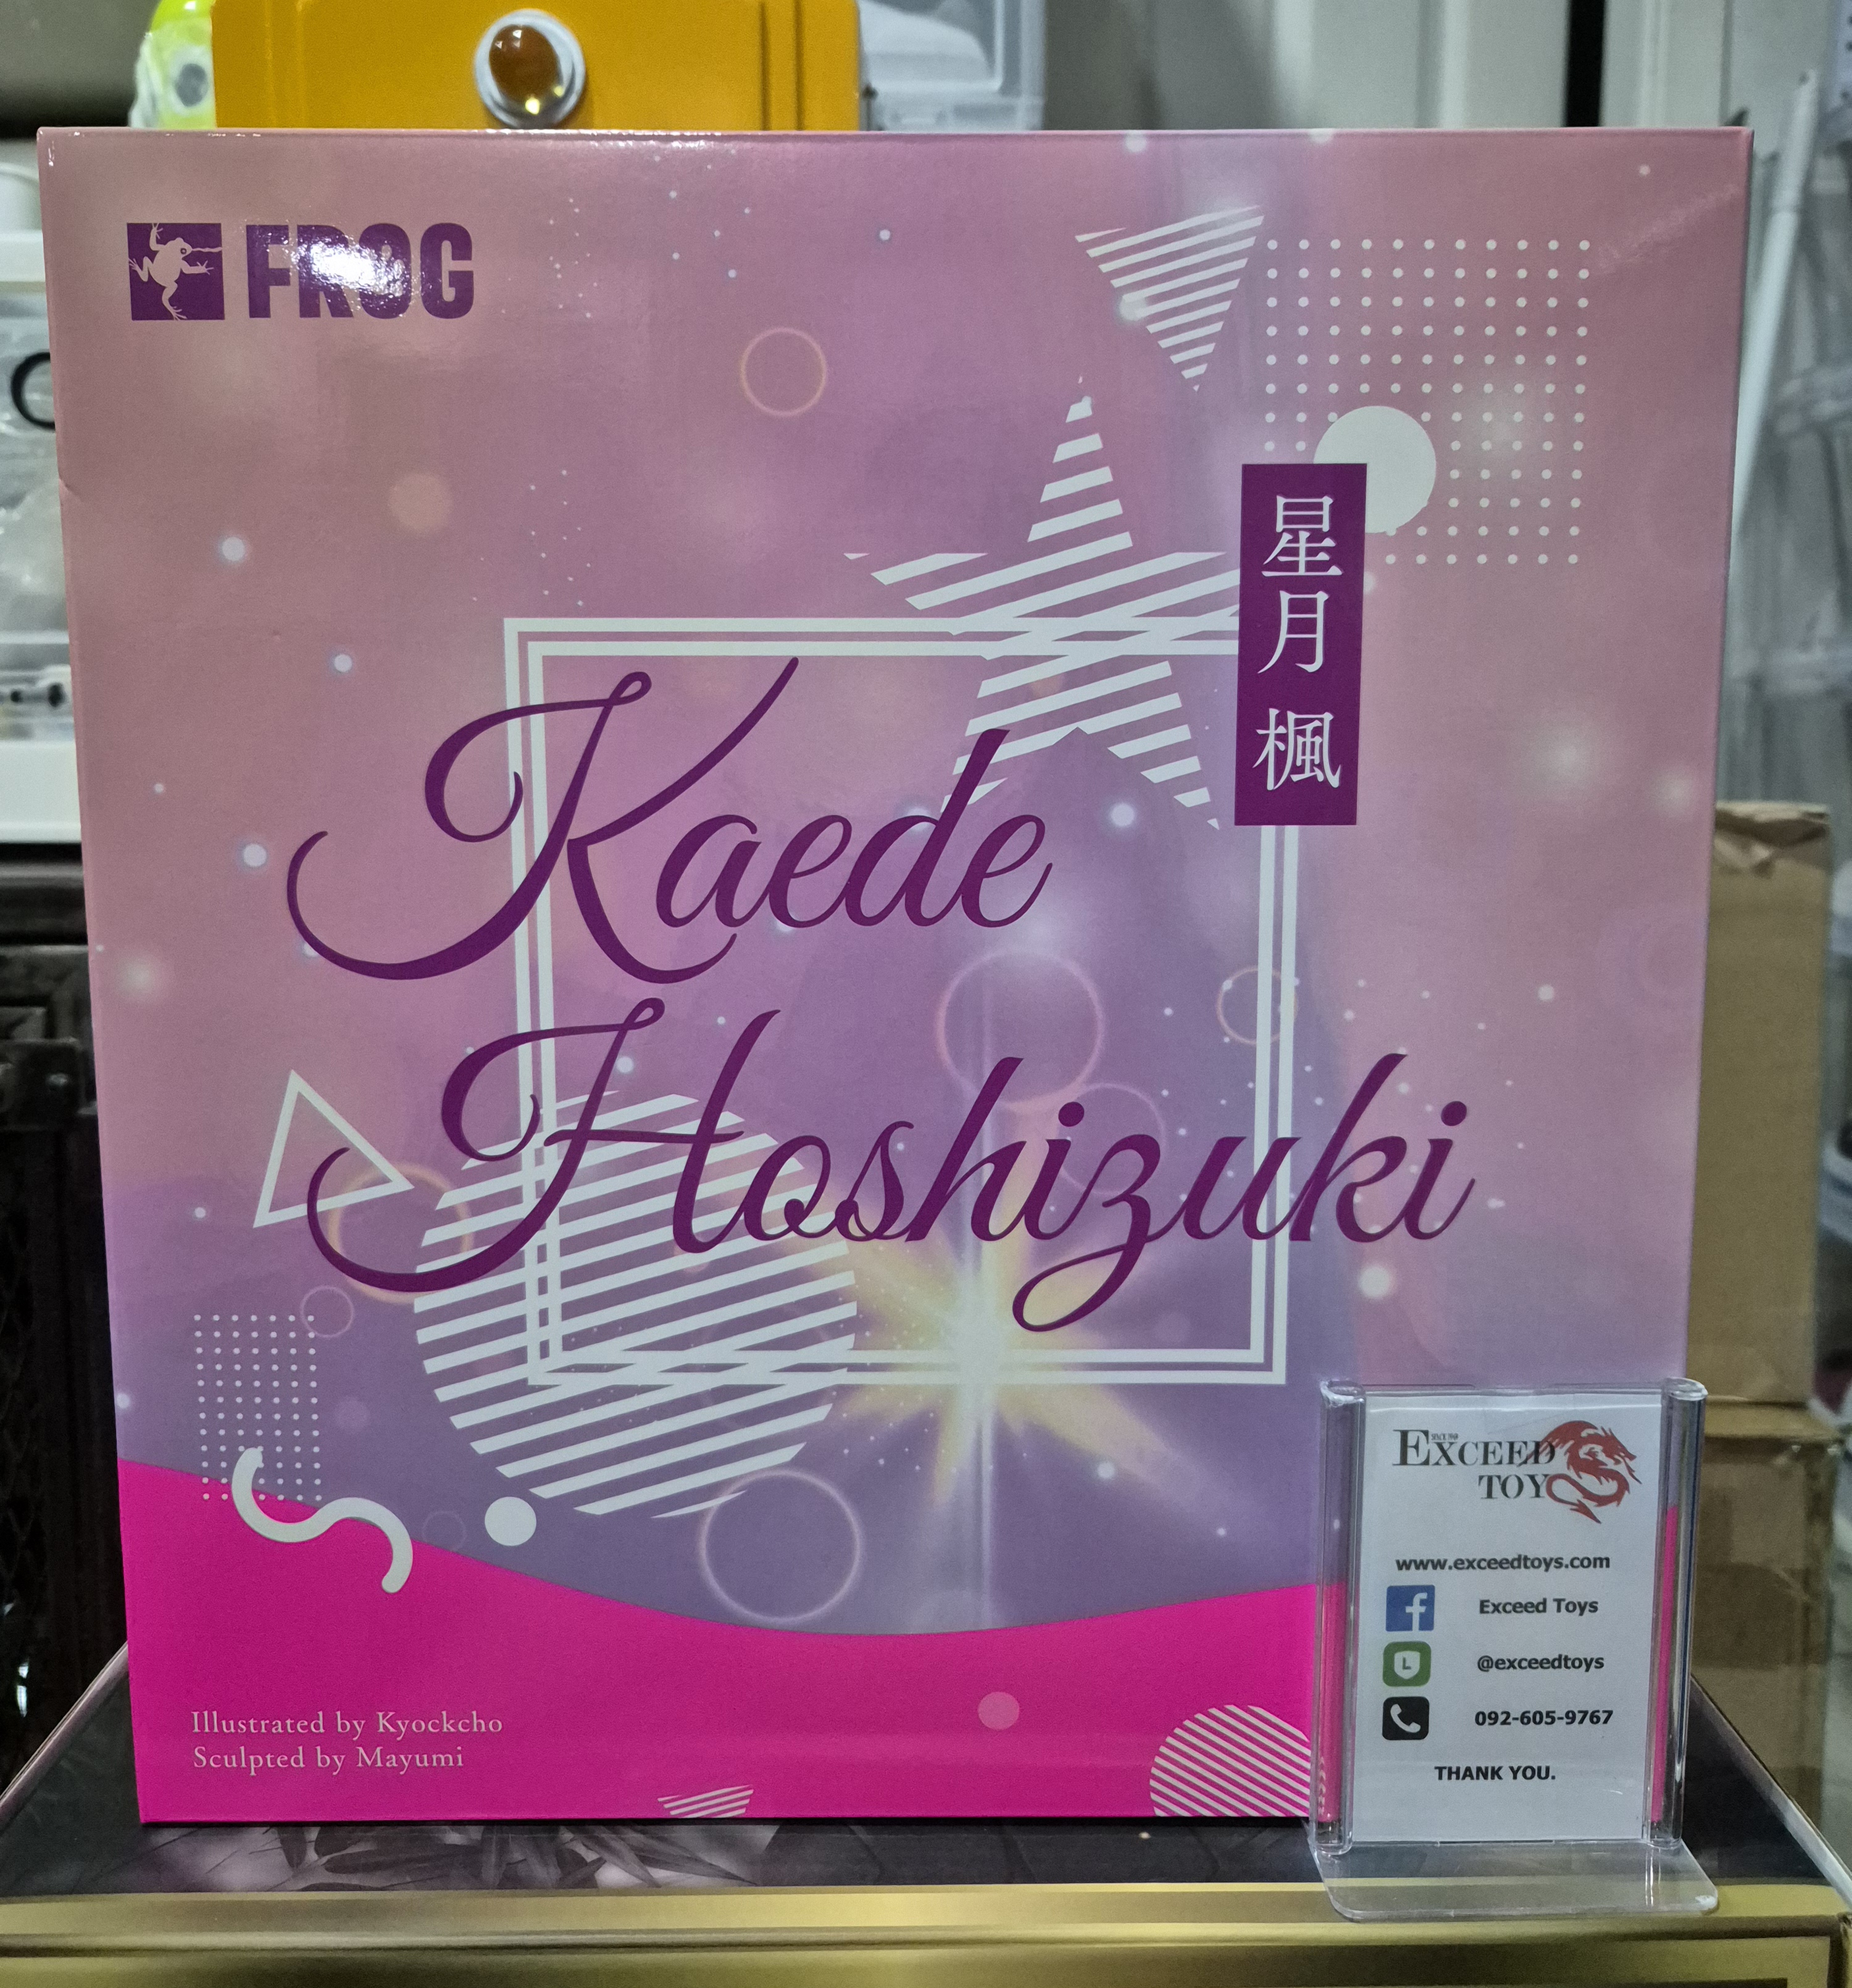 FROG
星月 楓
Kaede
Hoshizuki
Illustrated by Kyockcho
Sculpted by Mayumi
EXCEED
TOY
www.exceedtoys.com
Exceed Toys
@exceedtoys
092-605-9767
THANK YOU.